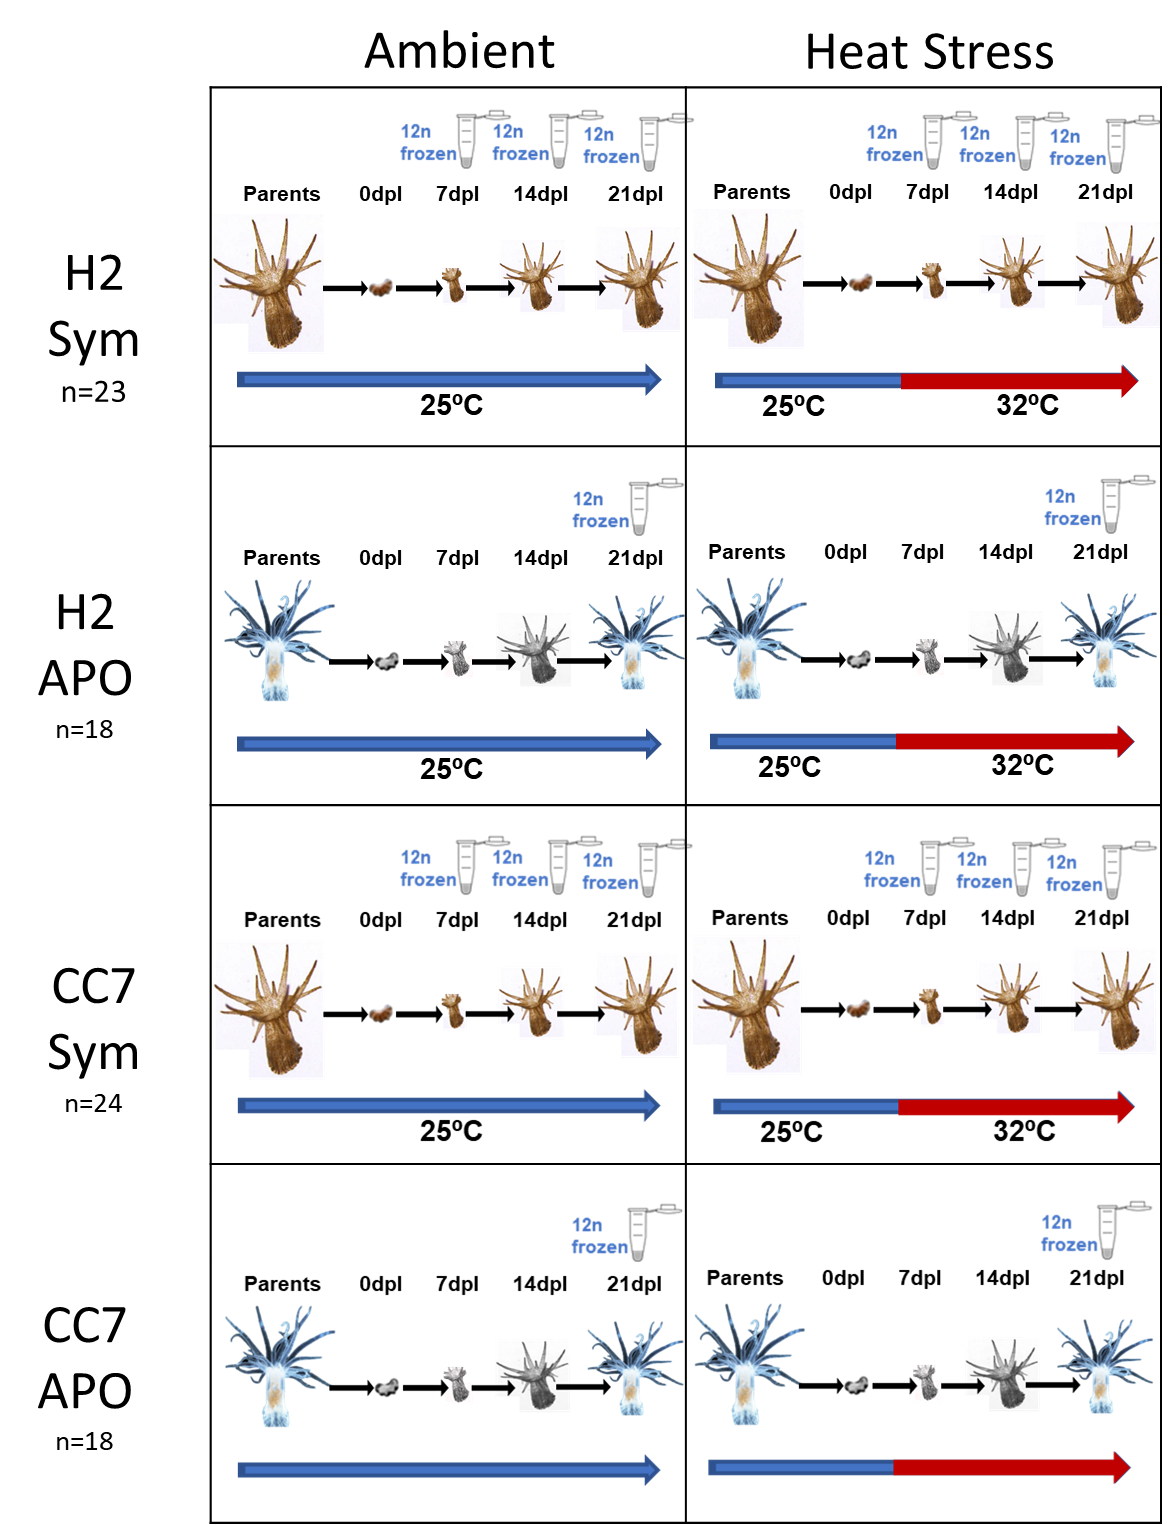 Ambient
Heat Stress
H2
Sym
n=23
12n
frozen
12n
frozen
12n
frozen
Parents 0dpl 7dpl 14dpl 21dpl
25ºC
12n
frozen
12n
frozen
12n
frozen
Parents 0dpl 7dpl 14dpl 21dpl
25ºC
32ºC
H2
APO
n=18
12n
frozen
Parents 0dpl 7dpl 14dpl 21dpl
25ºC
12n
frozen
Parents 0dpl 7dpl 14dpl 21dpl
25ºC
32ºC
CC7
Sym
n=24
12n
frozen
12n
frozen
12n
frozen
Parents 0dpl 7dpl 14dpl 21dpl
25ºC
12n
frozen
12n
frozen
12n
frozen
Parents 0dpl 7dpl 14dpl 21dpl
25ºC
32ºC
CC7
APO
n=18
12n
frozen
Parents 0dpl 7dpl 14dpl 21dpl
12n
frozen
Parents 0dpl 7dpl 14dpl 21dpl